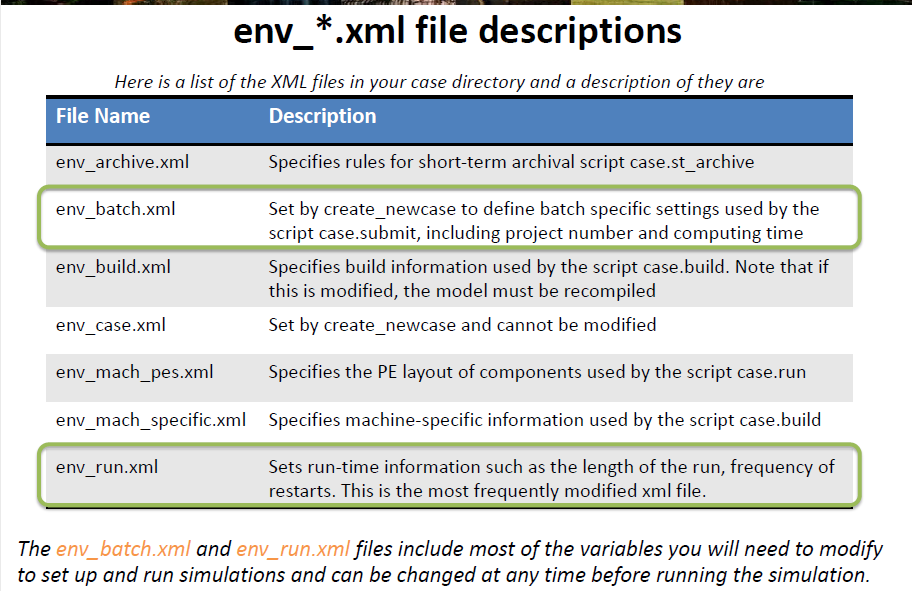 env_*.xml file descriptions
Here is a list of the XML files in your case directory and a description of they are
File Name Description
env_archive.xml Specifies rules for short-term archival script case.st_archive
env_batch.xml Set by create_newcase to define batch specific settings used by the
script case.submit, including project number and computing time
env_build.xml Specifies build information used by the script case.build. Note that if
this is modified, the model must be recompiled
env_case.xml Set by create_newcase and cannot be modified
env_mach_pes.xml Specifies the PE layout of components used by the script case.run
env_mach_specific.xml Specifies machine-specific information used by the script case.build
env_run.xml Sets run-time information such as the length of the run, frequency of
restarts. This is the most frequently modified xml file.
The env_batch.xml and env_run.xml files include most of the variables you will need to modify
to set up and run simulations and can be changed at any time before running the simulation.